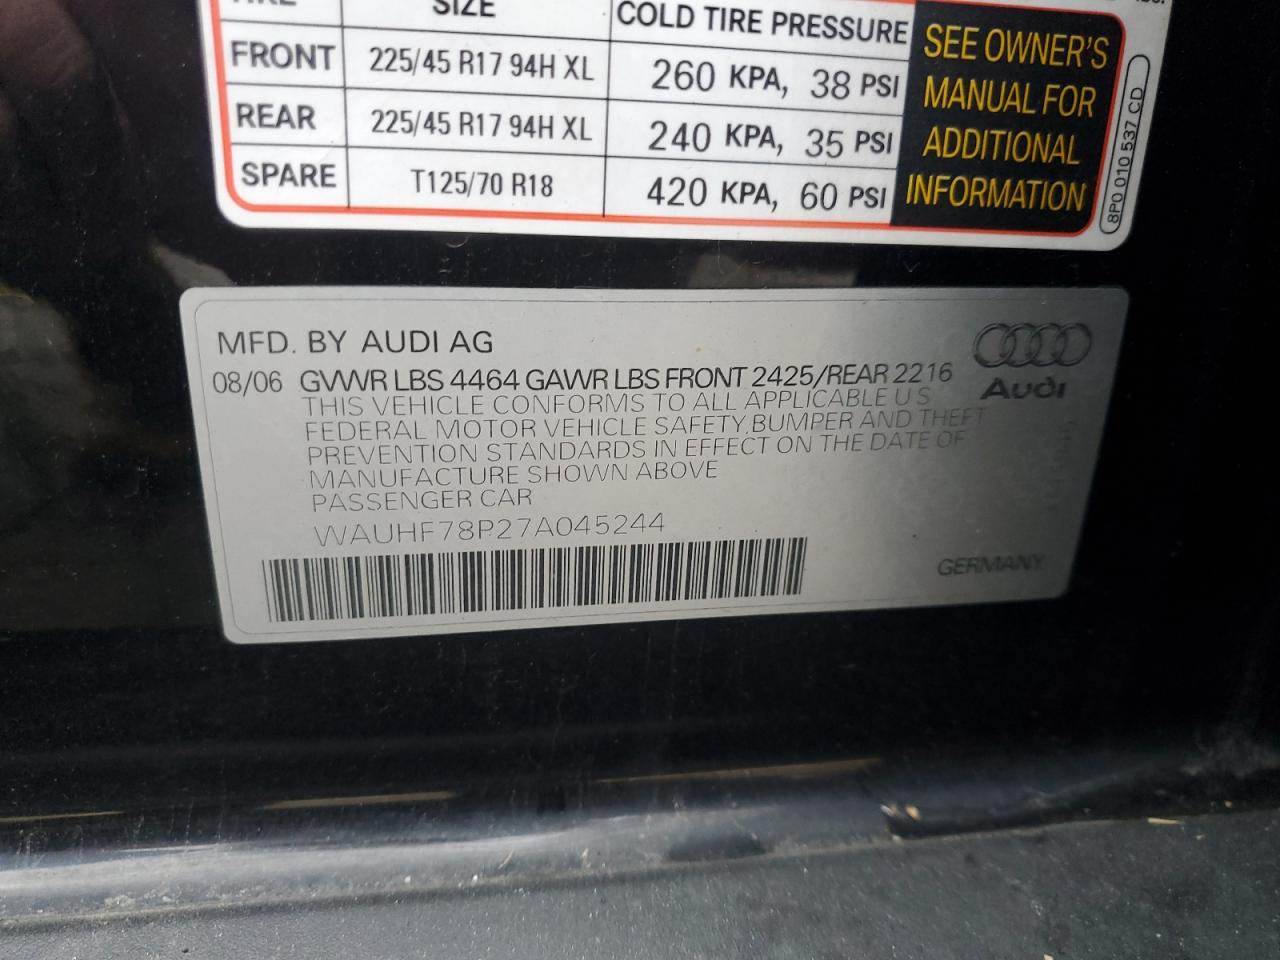 SIZE
COLD TIRE PRESSURE
FRONT 225/45 R17 94H XL 260 KPA, 38 PSI
REAR 225/45 R17 94H XL 240 KPA, 35 PSI
SPARE T125/70 R18 420 KPA, 60 PSI
SEE OWNER'S
MANUAL FOR
ADDITIONAL
INFORMATION
8P0 010 537 CD
MFD. BY AUDI AG
08/06 GVWR LBS 4464 GAWR LBS FRONT 2425/REAR 2216
THIS VEHICLE CONFORMS TO ALL APPLICABLE U S
FEDERAL MOTOR VEHICLE SAFETY,BUMPER AND THEFT
PREVENTION STANDARDS IN EFFECT ON THE DATE OF
MANUFACTURE SHOWN ABOVE
PASSENGER CAR
WAUHF78P27A045244
Audi
GERMANY